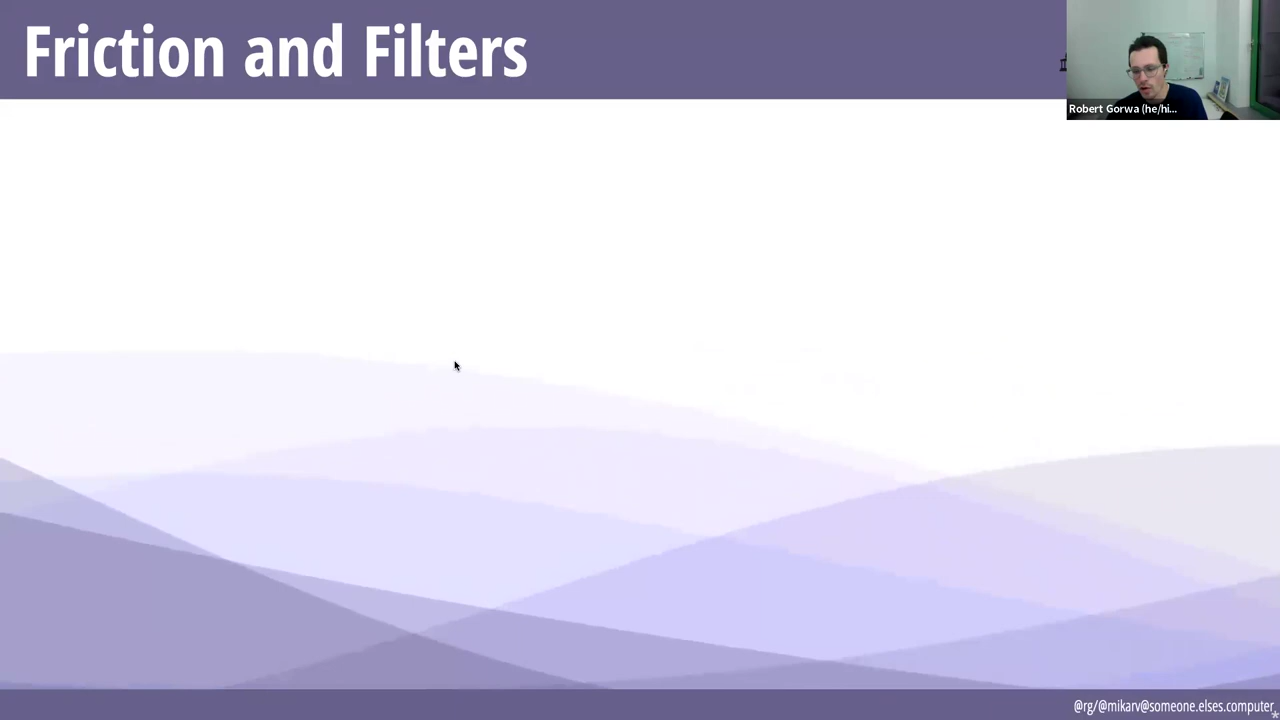 Friction and Filters
Robert Gorwa (he/hi...
@rg/@mikarv@someone.elses.computer